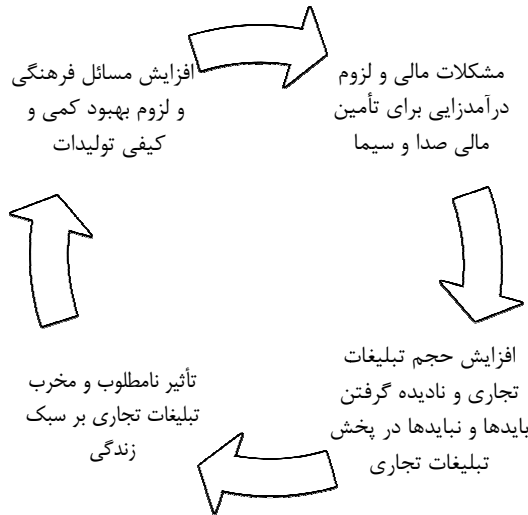 مشکلات مالی و لزوم
درآمدزایی برای تأمین
مالی صدا و سیما
افزایش حجم تبلیغات
تجاری و نادیده گرفتن
بایدها و نبایدها در پخش
تبلیغات تجاری
تأثیر نامطلوب و مخرب
تبلیغات تجاری بر سبک
زندگی
افزایش مسائل فرهنگی
و لزوم بهبود کمی و
کیفی تولیدات